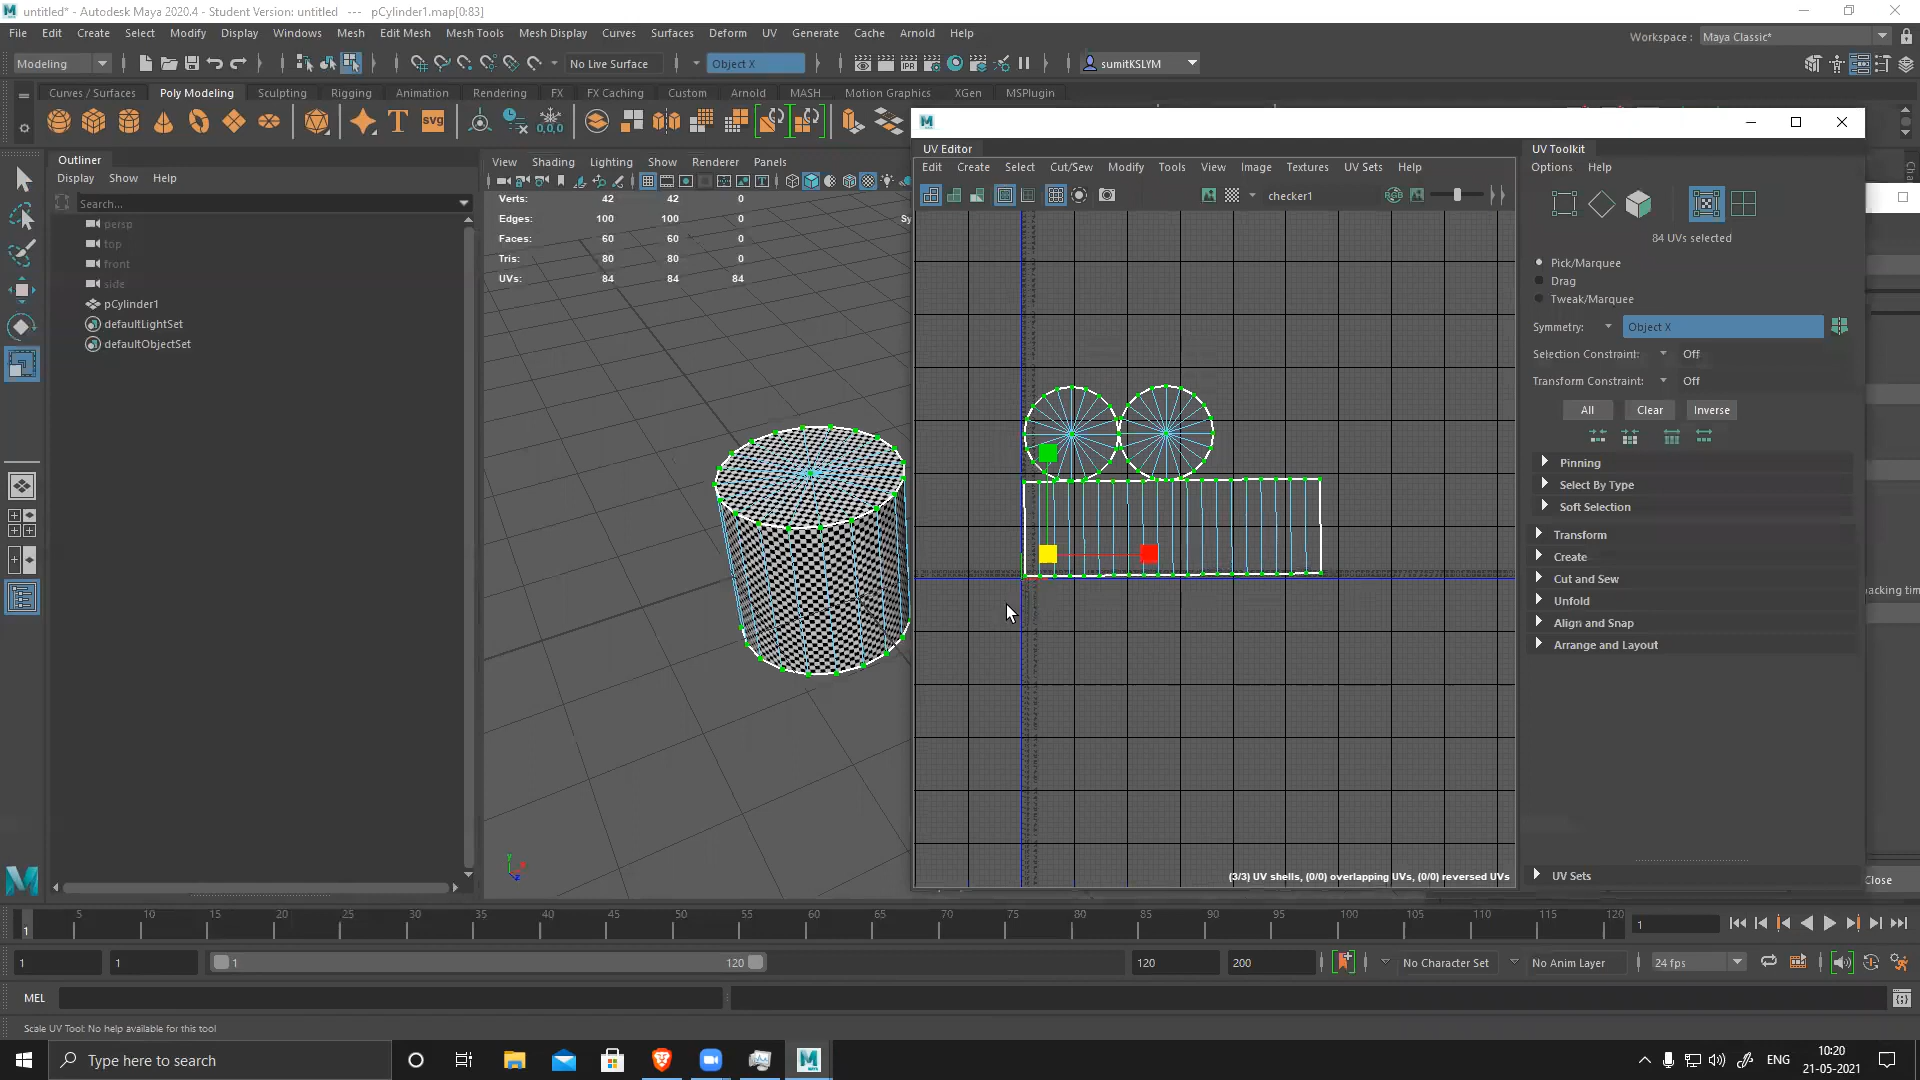 untitled* - Autodesk Maya 2020.4 - Student Version: untitled --- pCylinder1.map[0:83]
File Edit Create Select Modify Display Windows Mesh Edit Mesh Mesh Tools Mesh Display Curves Surfaces Deform UV Generate Cache Arnold Help
Workspace : Maya Classic*
Modeling No Live Surface Object X sumitKSLYM
Curves / Surfaces Poly Modeling Sculpting Rigging Animation Rendering FX FX Caching Custom Arnold MASH Motion Graphics XGen MSPlugin
SVG
0,0,0
Outliner
Display Show Help
Search...
persp
top
front
side
pCylinder1
defaultLightSet
defaultObjectSet
View Shading Lighting Show Renderer Panels
Verts: 42 42 0
Edges: 100 100 0
Faces: 60 60 0
Tris: 80 80 0
UVs: 84 84 84
Sy
UV Editor
Edit Create Select Cut/Sew Modify Tools View Image Textures UV Sets Help
checker1
(3/3) UV shells, (0/0) overlapping UVs, (0/0) reversed UVs
UV Toolkit
Options Help
84 UVs selected
Pick/Marquee
Drag
Tweak/Marquee
Symmetry: Object X
Selection Constraint: Off
Transform Constraint: Off
All Clear Inverse
Pinning
Select By Type
Soft Selection
Transform
Create
Cut and Sew
Unfold
Align and Snap
Arrange and Layout
UV Sets
acking tim
Close
5 10 15 20 25 30 35 40 45 50 55 60 65 70 75 80 85 90 95 100 105 110 115 120
1
1
1 1 1 120 120 200 No Character Set No Anim Layer 24 fps
MEL
Scale UV Tool: No help available for this tool
Type here to search
ENG
10:20
21-05-2021